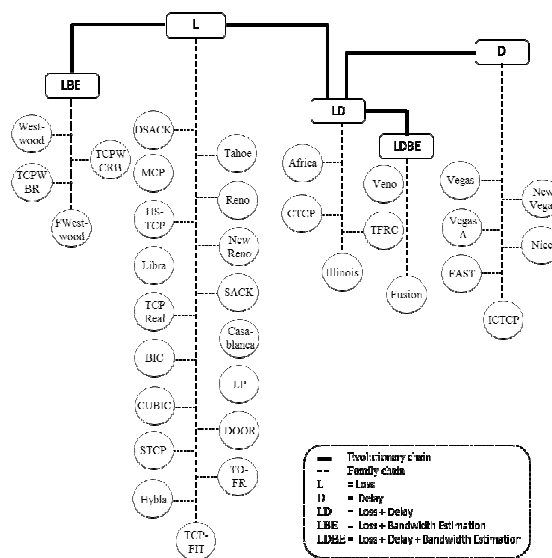 L
D
LBE
LD
LDBE
West-
wood
TCPW
CRB
TCPW
BR
FWest-
wood
DSACK
Tahoe
MCP
Reno
HS-
TCP
New
Reno
Libra
SACK
TCP
Real
Casa-
blanca
BIC
LP
CUBIC
DOOR
STCP
TD-
FR
Hybla
TCP-
FIT
Africa
CTCP
TFRC
Illinois
Veno
Fusion
Vegas
New
Vegas
Vegas
A
Nice
FAST
ICTCP
Evolutionary chain
Family chain
L = Loss
D = Delay
LD = Loss + Delay
LBE = Loss + Bandwidth Estimation
LDBE = Loss + Delay + Bandwidth Estimation